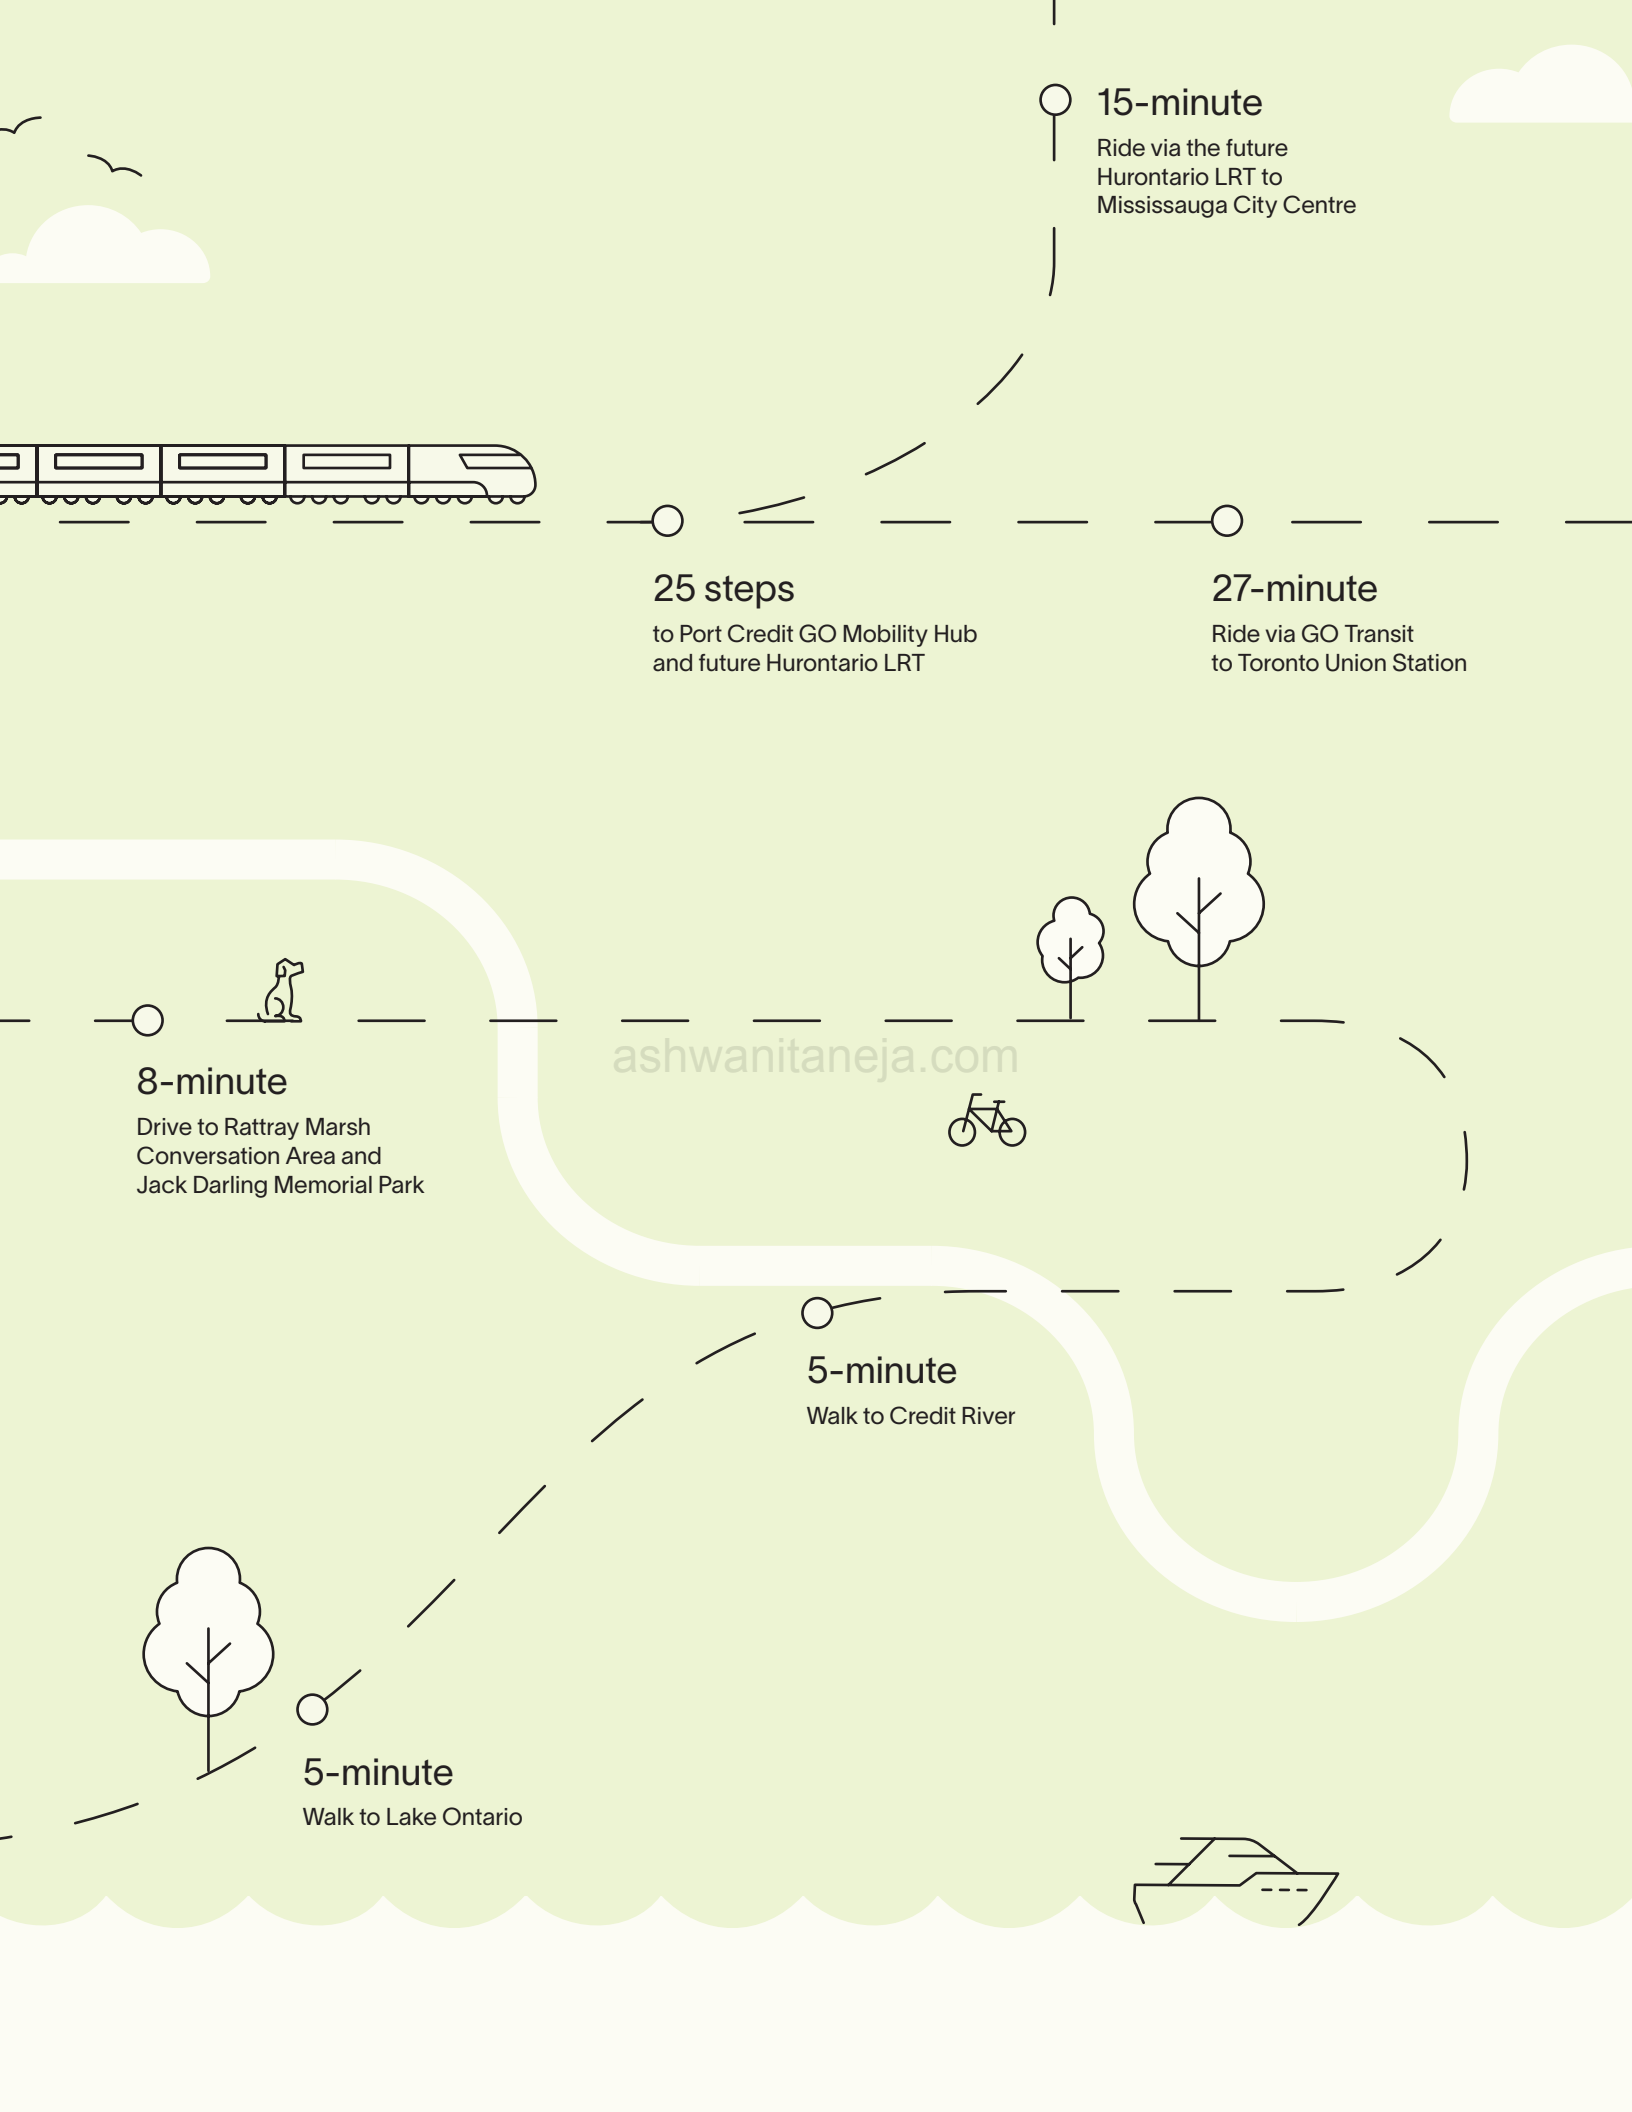 15-minute
Ride via the future
Hurontario LRT to
Mississauga City Centre
25 steps
to Port Credit GO Mobility Hub
and future Hurontario LRT
27-minute
Ride via GO Transit
to Toronto Union Station
ashwanitaneja.com
8-minute
Drive to Rattray Marsh
Conversation Area and
Jack Darling Memorial Park
5-minute
Walk to Credit River
5-minute
Walk to Lake Ontario